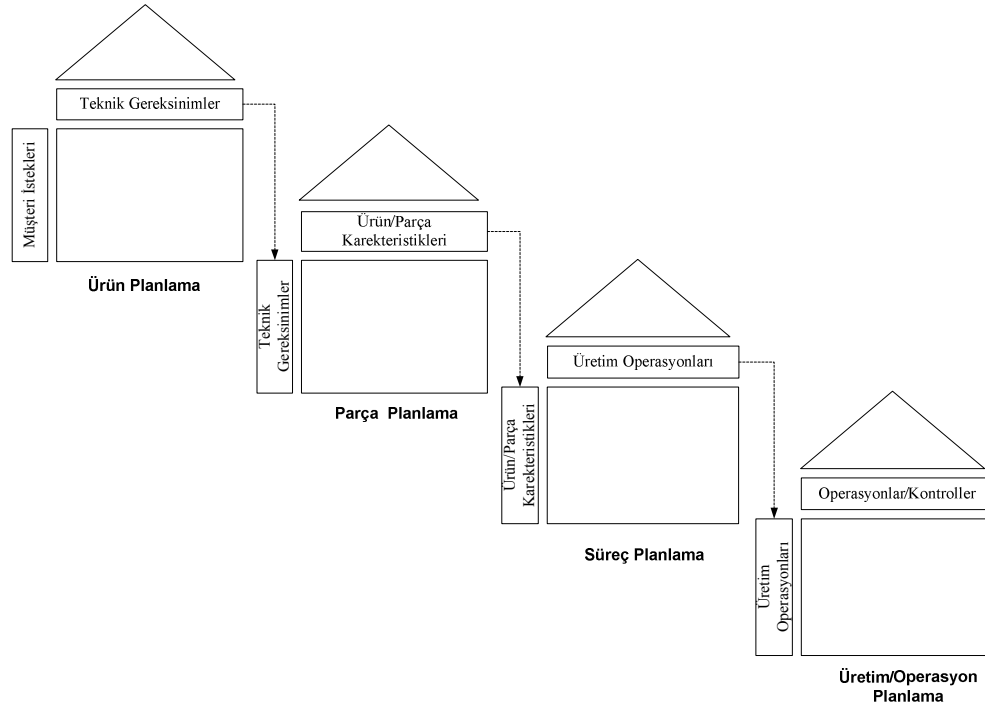 Teknik Gereksinimler
Müşteri İstekleri
Ürün Planlama
Ürün/Parça
Karekteristikleri
Teknik
Gereksinimler
Parça Planlama
Üretim Operasyonları
Ürün/Parça
Karekteristikleri
Süreç Planlama
Operasyonlar/Kontroller
Üretim
Operasyonları
Üretim/Operasyon
Planlama